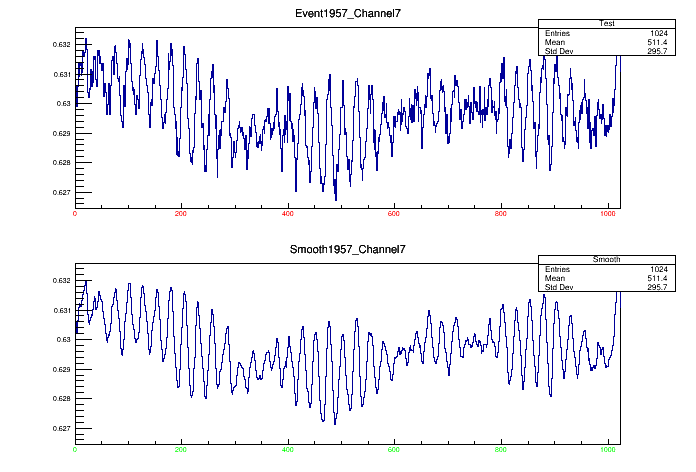 Event1957_Channel7
Test
Entries 1024
Mean 511.4
Std Dev 295.7
0.632
0.631
0.63
0.629
0.628
0.627
0 200 400 600 800 1000
Smooth1957_Channel7
Smooth
Entries 1024
Mean 511.4
Std Dev 295.7
0.632
0.631
0.63
0.629
0.628
0.627
0 200 400 600 800 1000